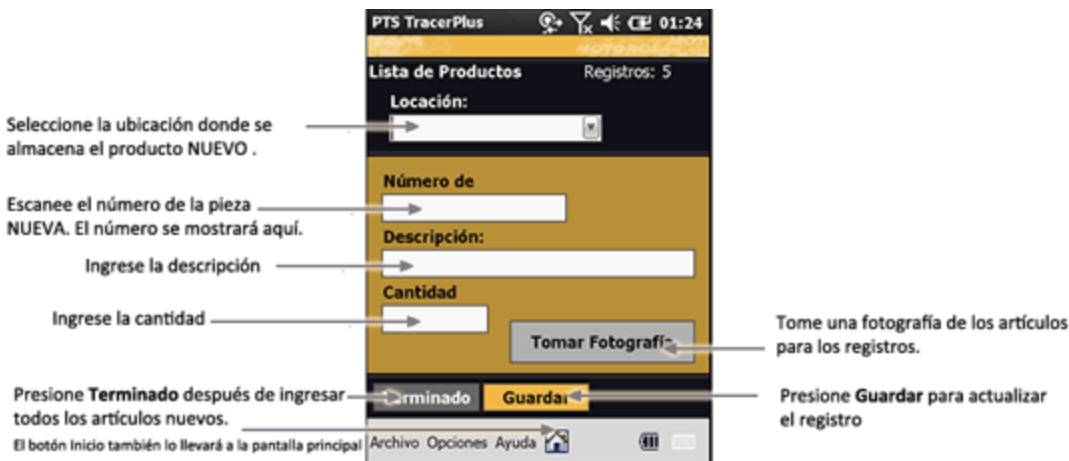 PTS TracerPlus 01:24
MOTOROLA MOT
Lista de Productos Registros: 5
Locación:
Seleccione la ubicación donde se
almacena el producto NUEVO .
Número de
Escanee el número de la pieza
NUEVA. El número se mostrará aquí.
Descripción:
Ingrese la descripción
Cantidad
Ingrese la cantidad
Tomar Fotografía
Tome una fotografía de los artículos
para los registros.
Presione Terminado después de ingresar
todos los artículos nuevos.
El botón Inicio también lo llevará a la pantalla principal
Terminado Guardar
Presione Guardar para actualizar
el registro
Archivo Opciones Ayuda